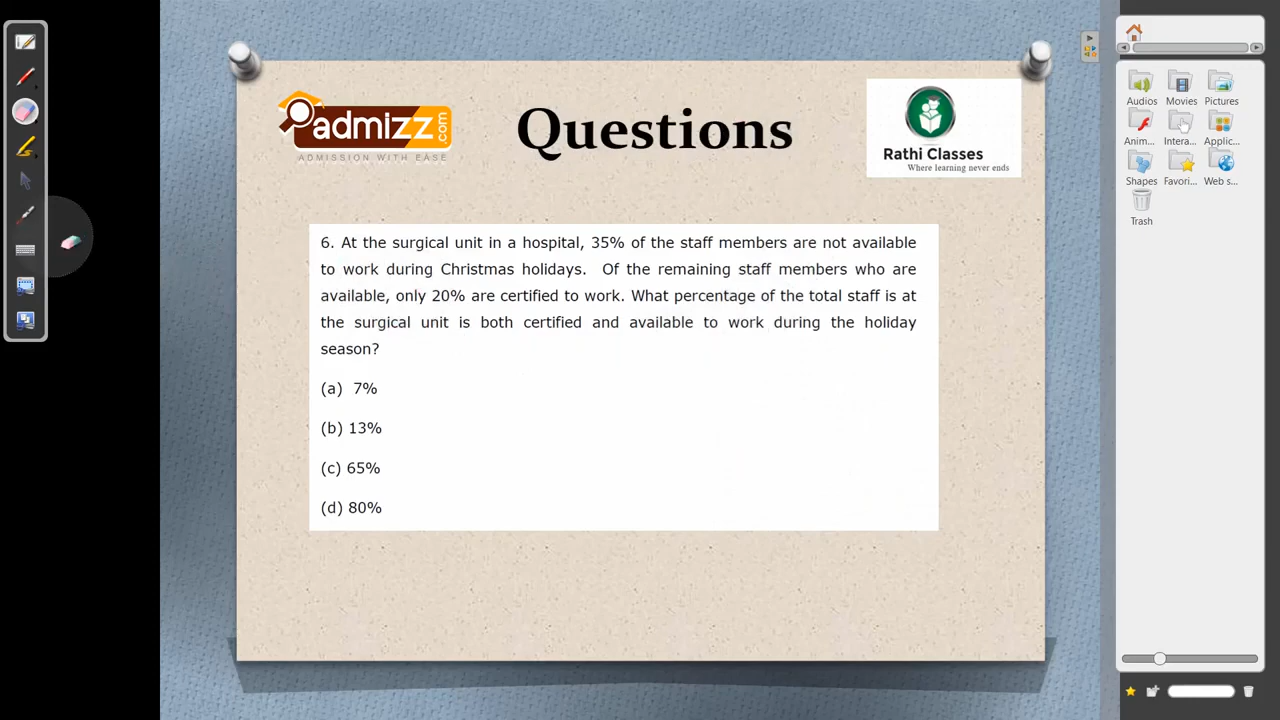 admizz.com
ADMISSION WITH EASE
Questions
Rathi Classes
Where learning never ends
6. At the surgical unit in a hospital, 35% of the staff members are not available
to work during Christmas holidays. Of the remaining staff members who are
available, only 20% are certified to work. What percentage of the total staff is at
the surgical unit is both certified and available to work during the holiday
season?
(a) 7%
(b) 13%
(c) 65%
(d) 80%
Audios Movies Pictures
Anim... Intera... Applic...
Shapes Favori... Web s...
Trash